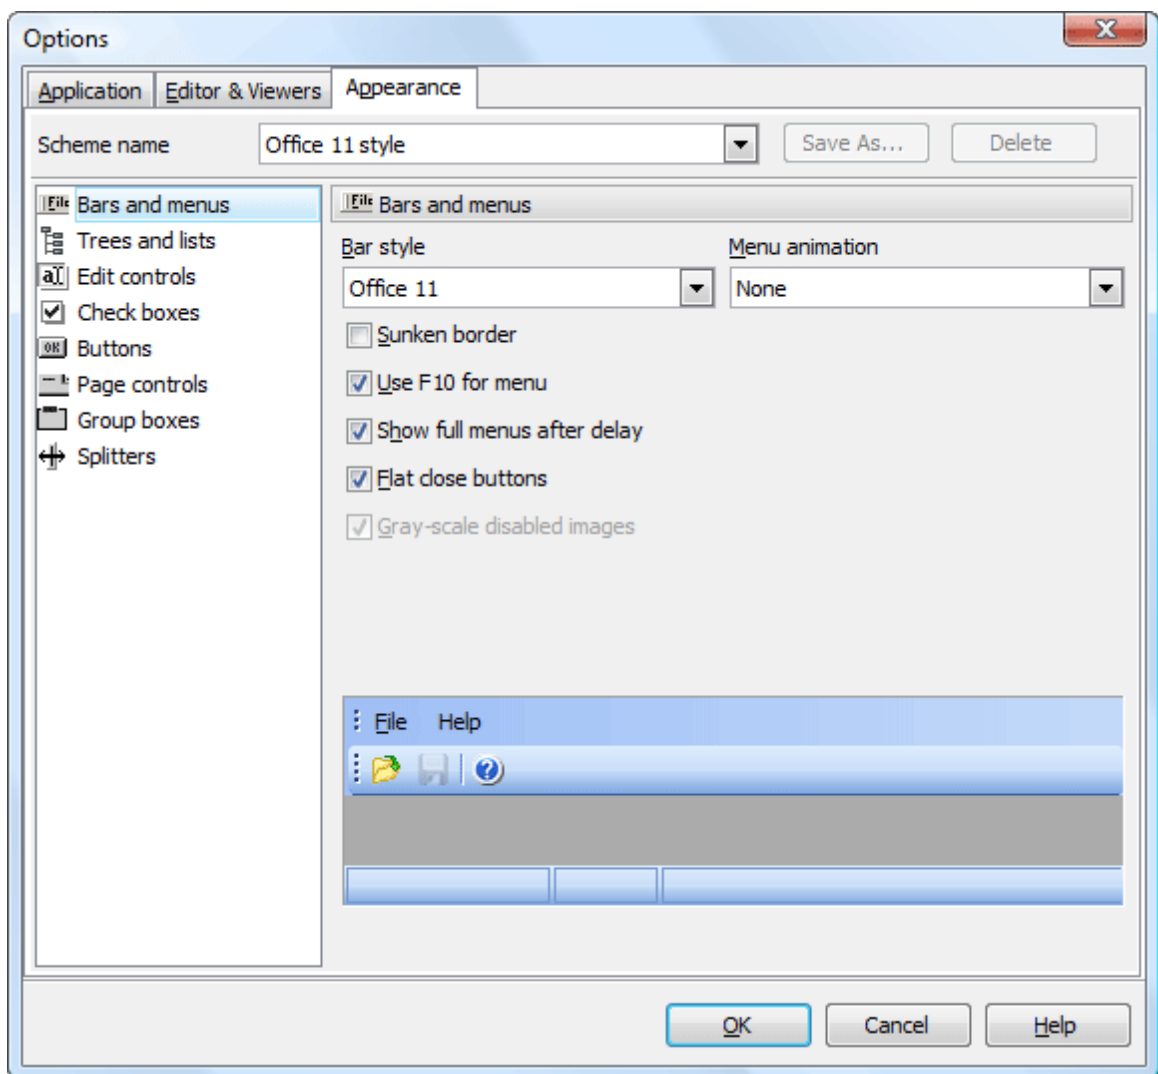 Options
Application Editor & Viewers Appearance
Scheme name Office 11 style Save As... Delete
Bars and menus
Trees and lists
Edit controls
Check boxes
Buttons
Page controls
Group boxes
Splitters
Bars and menus
Bar style Menu animation
Office 11 None
Sunken border
Use F10 for menu
Show full menus after delay
Flat close buttons
Gray-scale disabled images
File Help
OK Cancel Help